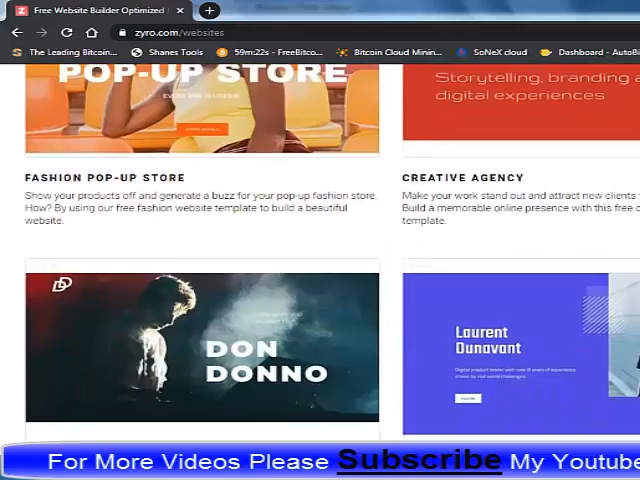 Free Website Builder Optimized
zyro.com/websites
The Leading Bitcoin...
Shanes Tools
59m:22s - FreeBitco...
Bitcoin Cloud Minin...
SoNeX cloud
Dashboard - AutoBi
POP-UP STORE
Storytelling, branding a
digital experiences
FASHION POP-UP STORE
Show your products off and generate a buzz for your pop-up fashion store.
How? By using our free fashion website template to build a beautiful
website.
CREATIVE AGENCY
Make your work stand out and attract new clients
Build a memorable online presence with this free c
template.
DON
DONNO
Laurent
Dunavant
For More Videos Please Subscribe My Youtube